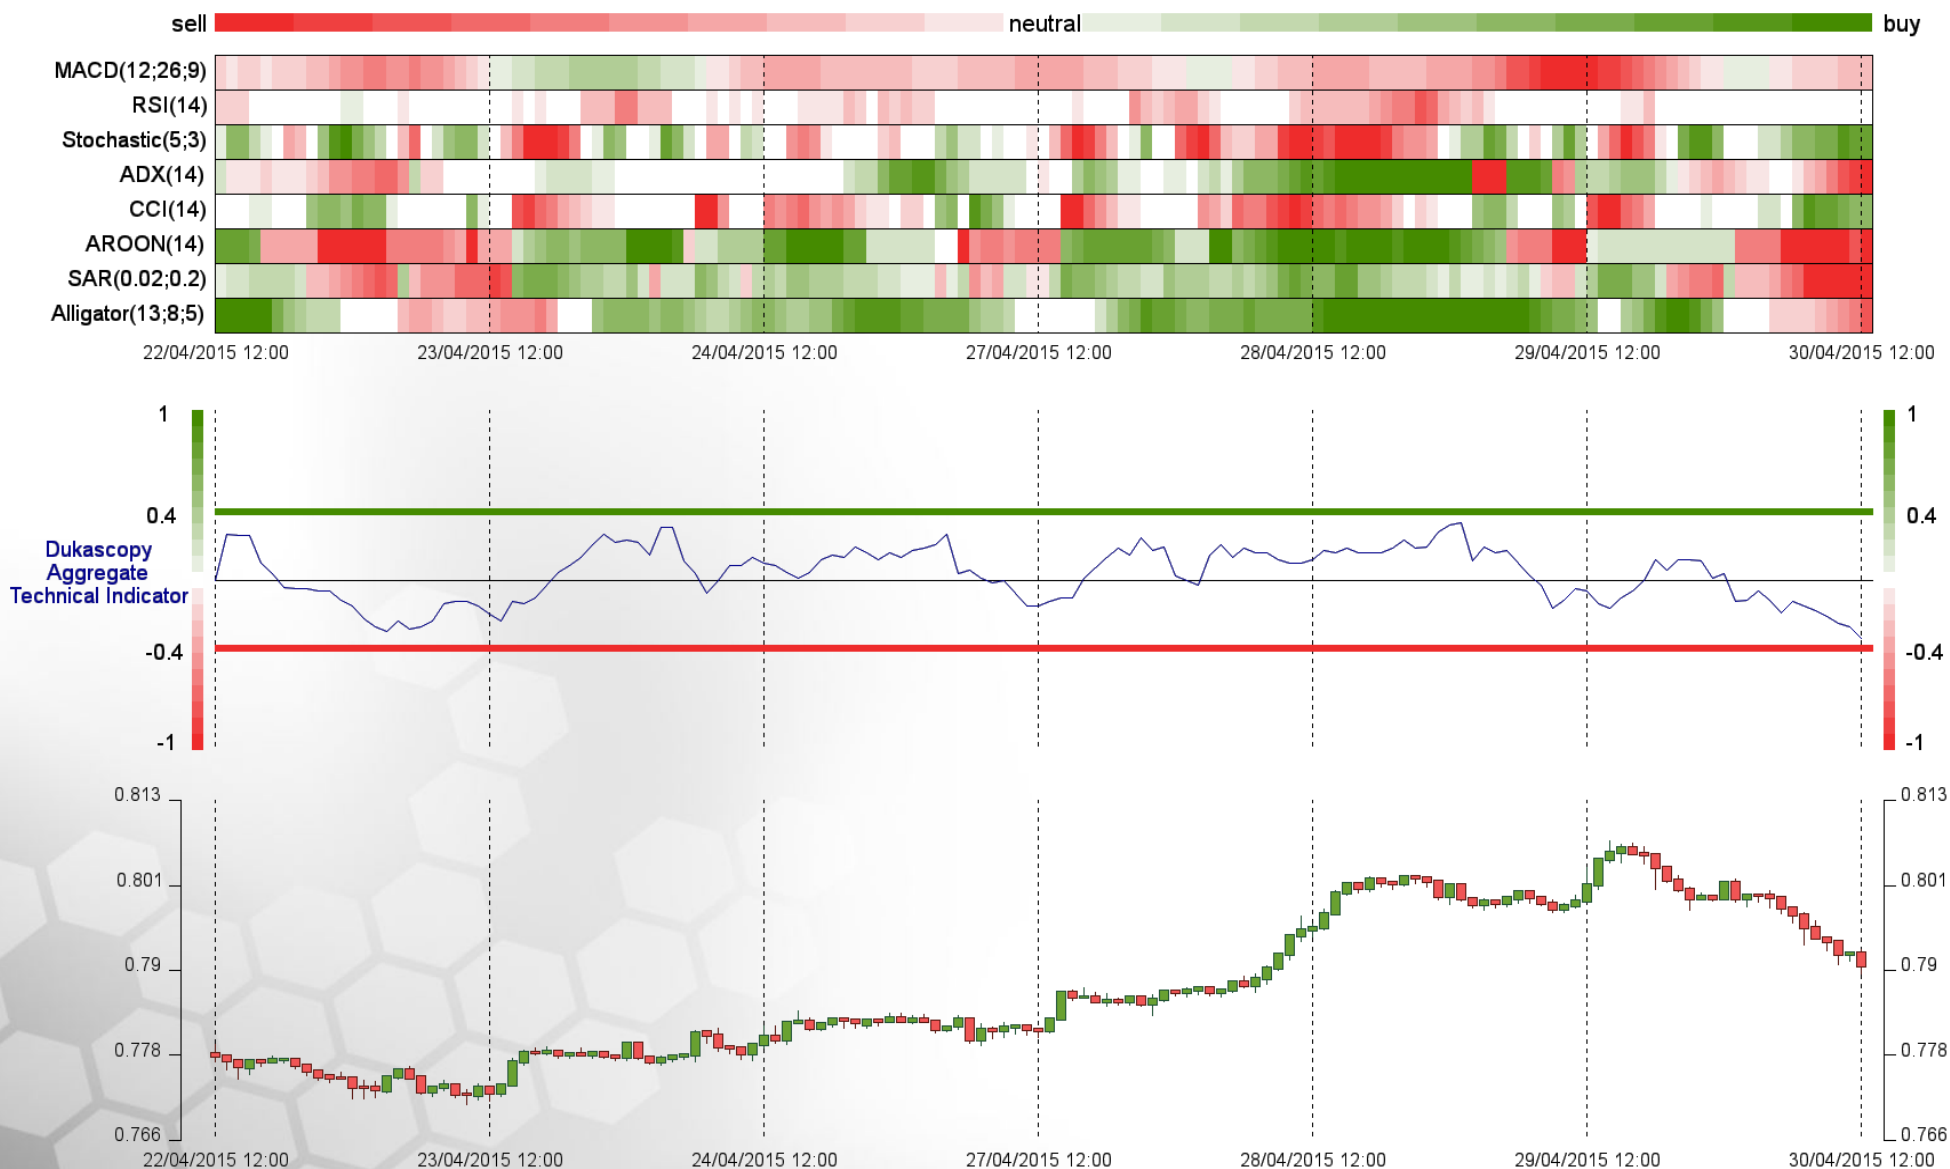 sell neutral buy
MACD(12;26;9)
RSI(14)
Stochastic(5;3)
ADX(14)
CCI(14)
AROON(14)
SAR(0.02;0.2)
Alligator(13;8;5)
22/04/2015 12:00 23/04/2015 12:00 24/04/2015 12:00 27/04/2015 12:00 28/04/2015 12:00 29/04/2015 12:00 30/04/2015 12:00
1 1
0.4 0.4
Dukascopy
Aggregate
Technical Indicator
-0.4 -0.4
-1 -1
0.813 0.813
0.801 0.801
0.79 0.79
0.778 0.778
0.766 0.766
22/04/2015 12:00 23/04/2015 12:00 24/04/2015 12:00 27/04/2015 12:00 28/04/2015 12:00 29/04/2015 12:00 30/04/2015 12:00